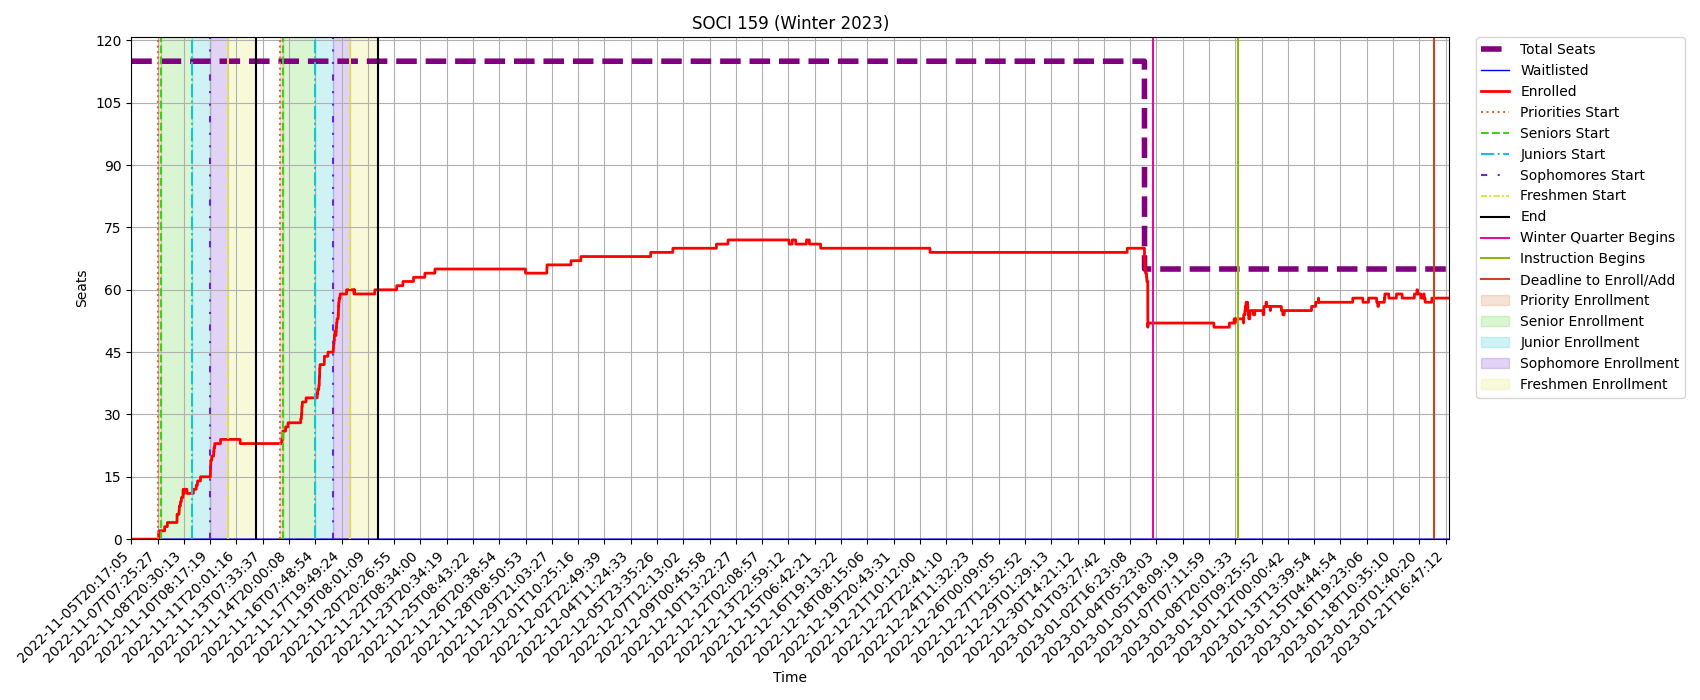 SOCI 159 (Winter 2023)
120
105
90
75
60
45
30
15
0
Seats
2022-11-05T20:17:05
2022-11-07T07:25:27
2022-11-08T20:30:13
2022-11-10T08:17:19
2022-11-11T20:01:16
2022-11-13T07:33:37
2022-11-14T20:00:08
2022-11-16T07:48:54
2022-11-17T19:49:24
2022-11-19T08:01:09
2022-11-20T20:26:55
2022-11-22T08:34:00
2022-11-23T20:34:19
2022-11-25T08:43:22
2022-11-26T20:38:54
2022-11-28T08:50:53
2022-11-29T21:03:27
2022-12-01T10:25:16
2022-12-02T22:49:39
2022-12-04T11:24:33
2022-12-05T23:35:26
2022-12-07T12:13:02
2022-12-09T00:45:58
2022-12-10T13:22:27
2022-12-12T02:08:57
2022-12-13T22:59:12
2022-12-15T06:42:21
2022-12-16T19:13:22
2022-12-18T08:15:06
2022-12-19T20:43:31
2022-12-21T10:12:00
2022-12-22T22:41:10
2022-12-24T11:32:23
2022-12-26T00:09:05
2022-12-27T12:52:52
2022-12-29T01:29:13
2022-12-30T14:21:12
2023-01-01T03:27:42
2023-01-02T16:23:08
2023-01-04T05:23:03
2023-01-05T18:09:19
2023-01-07T07:11:59
2023-01-08T20:01:33
2023-01-10T09:25:52
2023-01-12T00:00:42
2023-01-13T13:39:54
2023-01-15T04:44:54
2023-01-16T19:23:06
2023-01-18T10:35:10
2023-01-20T01:40:20
2023-01-21T16:47:12
Time
Total Seats
Waitlisted
Enrolled
Priorities Start
Seniors Start
Juniors Start
Sophomores Start
Freshmen Start
End
Winter Quarter Begins
Instruction Begins
Deadline to Enroll/Add
Priority Enrollment
Senior Enrollment
Junior Enrollment
Sophomore Enrollment
Freshmen Enrollment